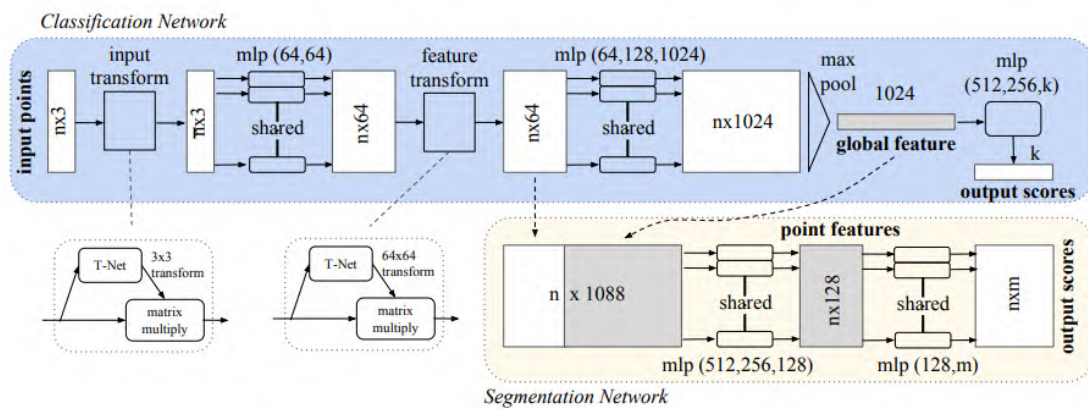 Classification Network
input points
nx3
input
transform
nx3
mlp (64,64)
shared
nx64
feature
transform
nx64
mlp (64,128,1024)
shared
nx1024
max
pool
1024
global feature
mlp
(512,256,k)
k
output scores
T-Net
3x3
transform
matrix
multiply
T-Net
64x64
transform
matrix
multiply
point features
n x 1088
shared
mlp (512,256,128)
nx128
shared
mlp (128,m)
nxm
output scores
Segmentation Network